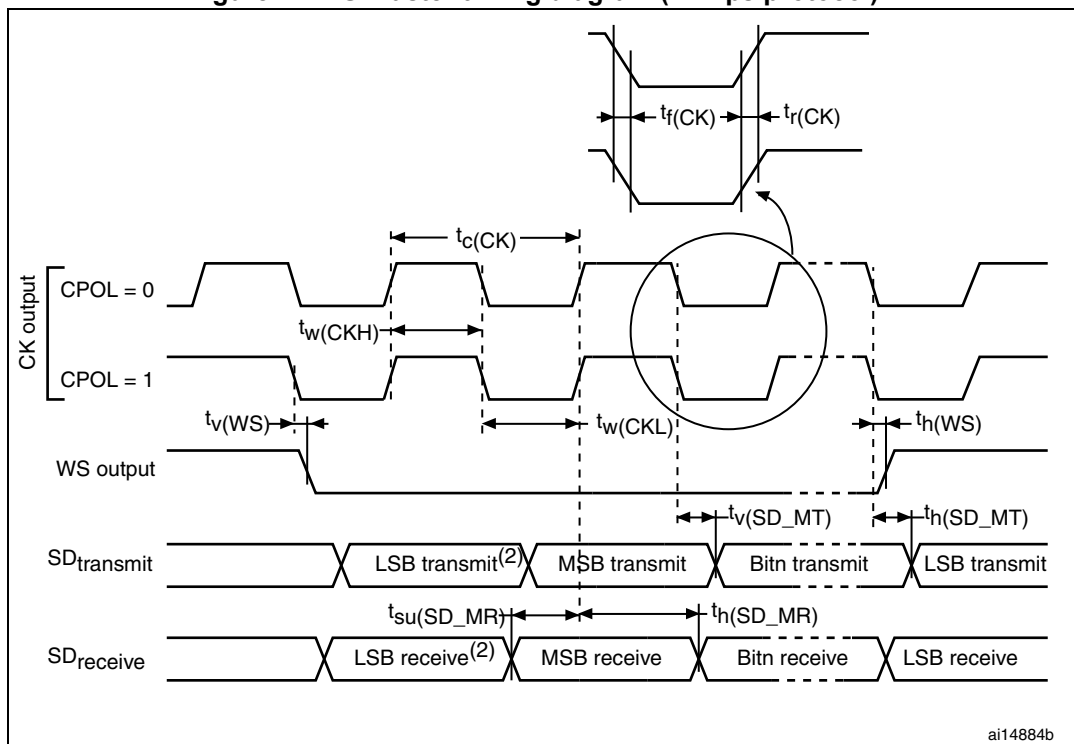 tf(CK)
tr(CK)
tc(CK)
CK output
CPOL = 0
tw(CKH)
CPOL = 1
tv(WS)
tw(CKL)
th(WS)
WS output
tv(SD_MT)
th(SD_MT)
SDtransmit
LSB transmit(2)
MSB transmit
Bitn transmit
LSB transmit
tsu(SD_MR)
th(SD_MR)
SDreceive
LSB receive(2)
MSB receive
Bitn receive
LSB receive
ai14884b